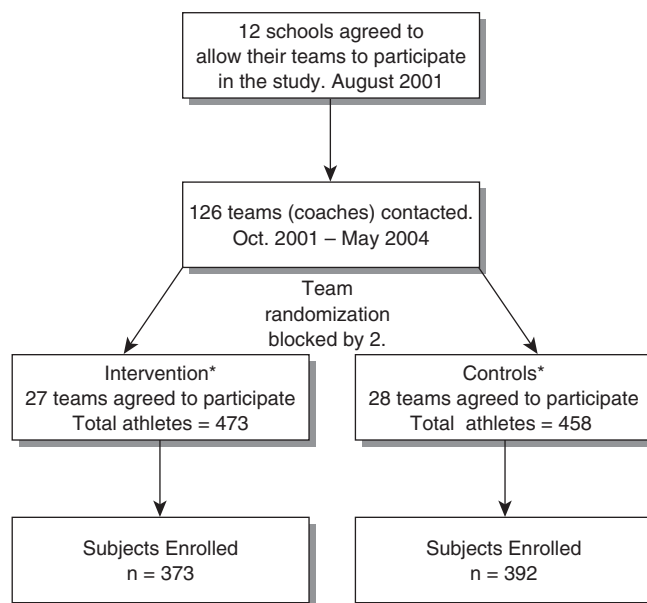 12 schools agreed to
allow their teams to participate
in the study. August 2001
126 teams (coaches) contacted.
Oct. 2001 – May 2004
Team
randomization
blocked by 2.
Intervention*
27 teams agreed to participate
Total athletes = 473
Controls*
28 teams agreed to participate
Total athletes = 458
Subjects Enrolled
n = 373
Subjects Enrolled
n = 392